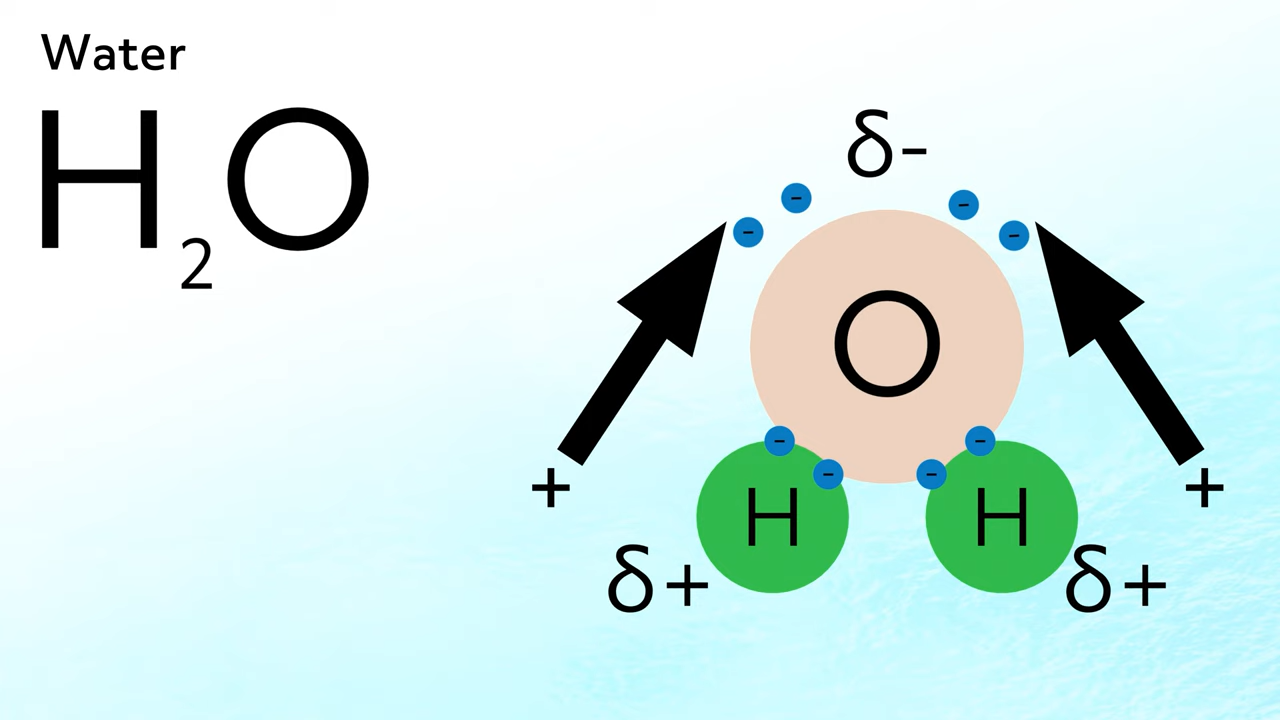 Water
H₂O
δ-
- - - -
O
- - - -
H H
+ +
δ+ δ+